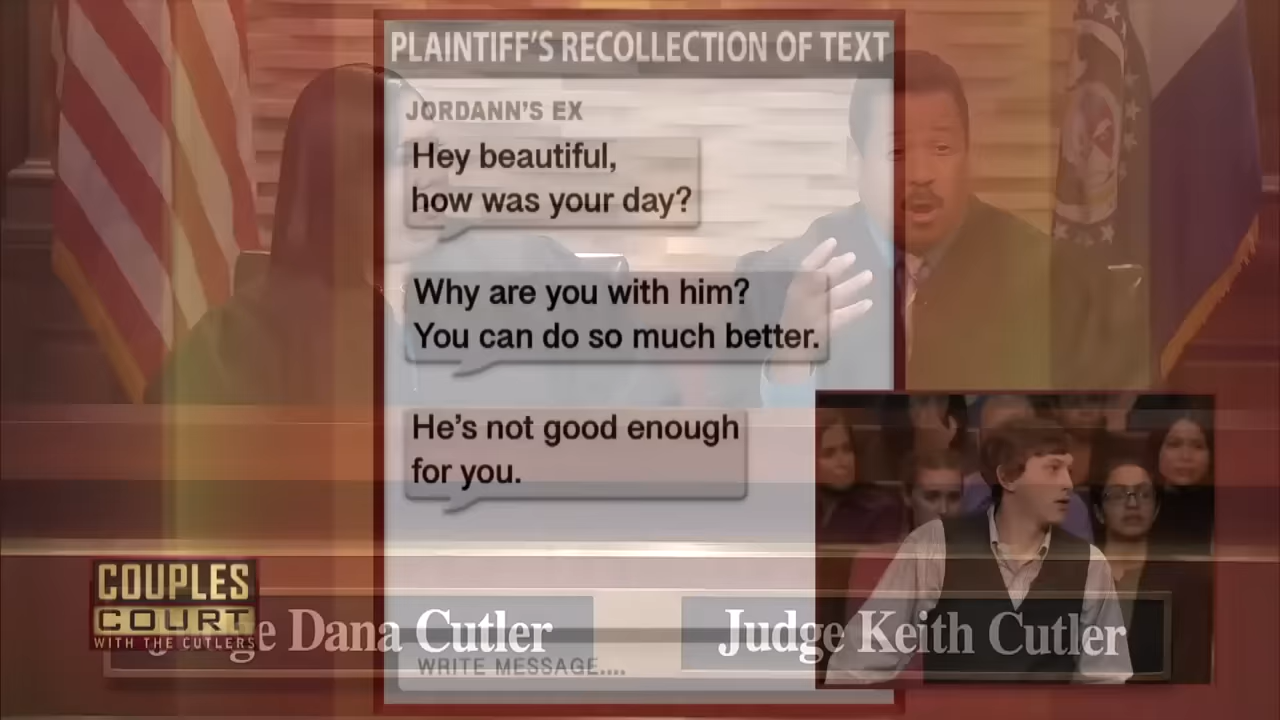 PLAINTIFF'S RECOLLECTION OF TEXT
JORDANN'S EX
Hey beautiful,
how was your day?
Why are you with him?
You can do so much better.
He's not good enough
for you.
COUPLES
COURT
WITH THE CUTLERS
Dana Cutler
Judge Keith Cutler
WRITE MESSAGE....